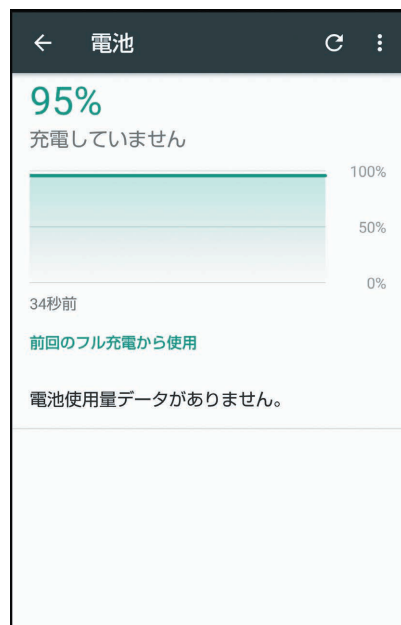 電池
95%
充電していません
100%
50%
0%
34秒前
前回のフル充電から使用
電池使用量データがありません。